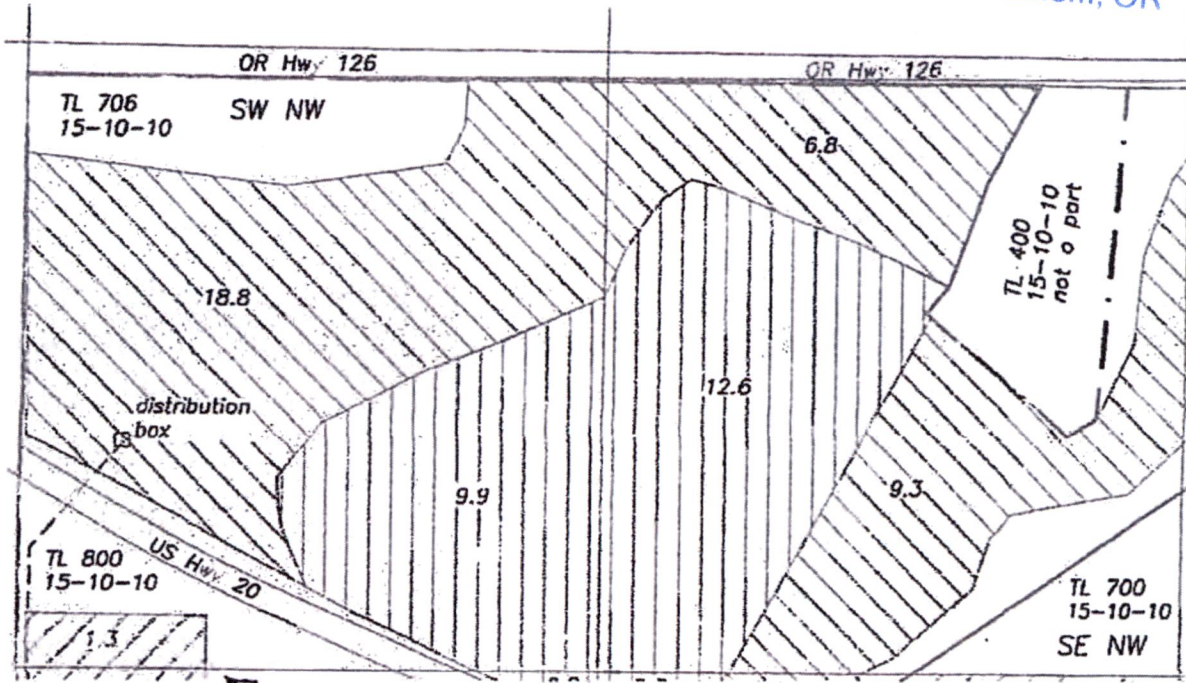 OR
OR Hwy 126
OR Hwy 126
TL 706
15-10-10
SW NW
6.8
TL 400
15-10-10
not a part
18.8
distribution
box
12.6
9.9
9.3
US Hwy 20
TL 800
15-10-10
1.3
TL 700
15-10-10
SE NW